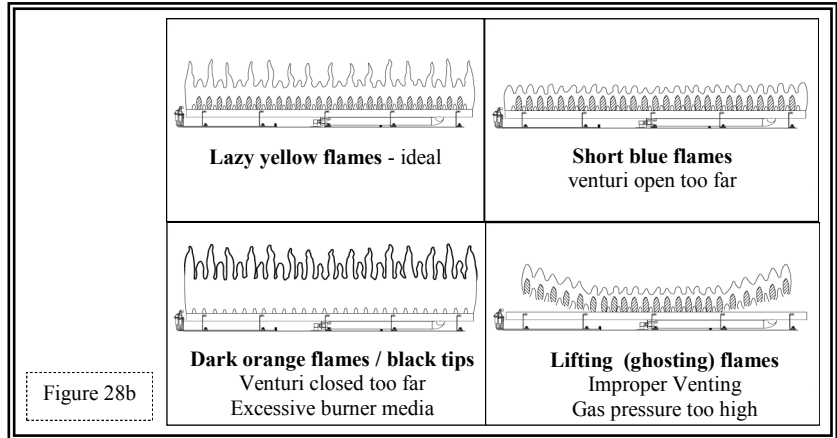 Lazy yellow flames - ideal
Short blue flames
venturi open too far
Dark orange flames / black tips
Venturi closed too far
Excessive burner media
Lifting (ghosting) flames
Improper Venting
Gas pressure too high
Figure 28b